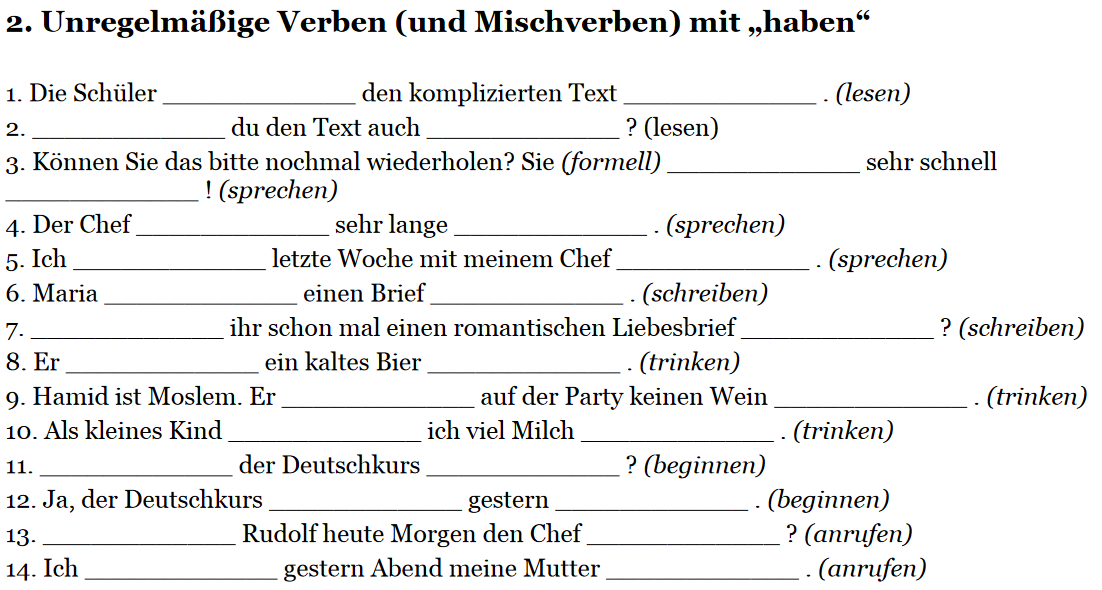 2. Unregelmäßige Verben (und Mischverben) mit „haben“
1. Die Schüler _______________ den komplizierten Text _______________ . (lesen)
2. _______________ du den Text auch _______________ ? (lesen)
3. Können Sie das bitte nochmal wiederholen? Sie (formell) _______________ sehr schnell
_______________ ! (sprechen)
4. Der Chef _______________ sehr lange _______________ . (sprechen)
5. Ich _______________ letzte Woche mit meinem Chef _______________ . (sprechen)
6. Maria _______________ einen Brief _______________ . (schreiben)
7. _______________ ihr schon mal einen romantischen Liebesbrief _______________ ? (schreiben)
8. Er _______________ ein kaltes Bier _______________ . (trinken)
9. Hamid ist Moslem. Er _______________ auf der Party keinen Wein _______________ . (trinken)
10. Als kleines Kind _______________ ich viel Milch _______________ . (trinken)
11. _______________ der Deutschkurs _______________ ? (beginnen)
12. Ja, der Deutschkurs _______________ gestern _______________ . (beginnen)
13. _______________ Rudolf heute Morgen den Chef _______________ ? (anrufen)
14. Ich _______________ gestern Abend meine Mutter _______________ . (anrufen)